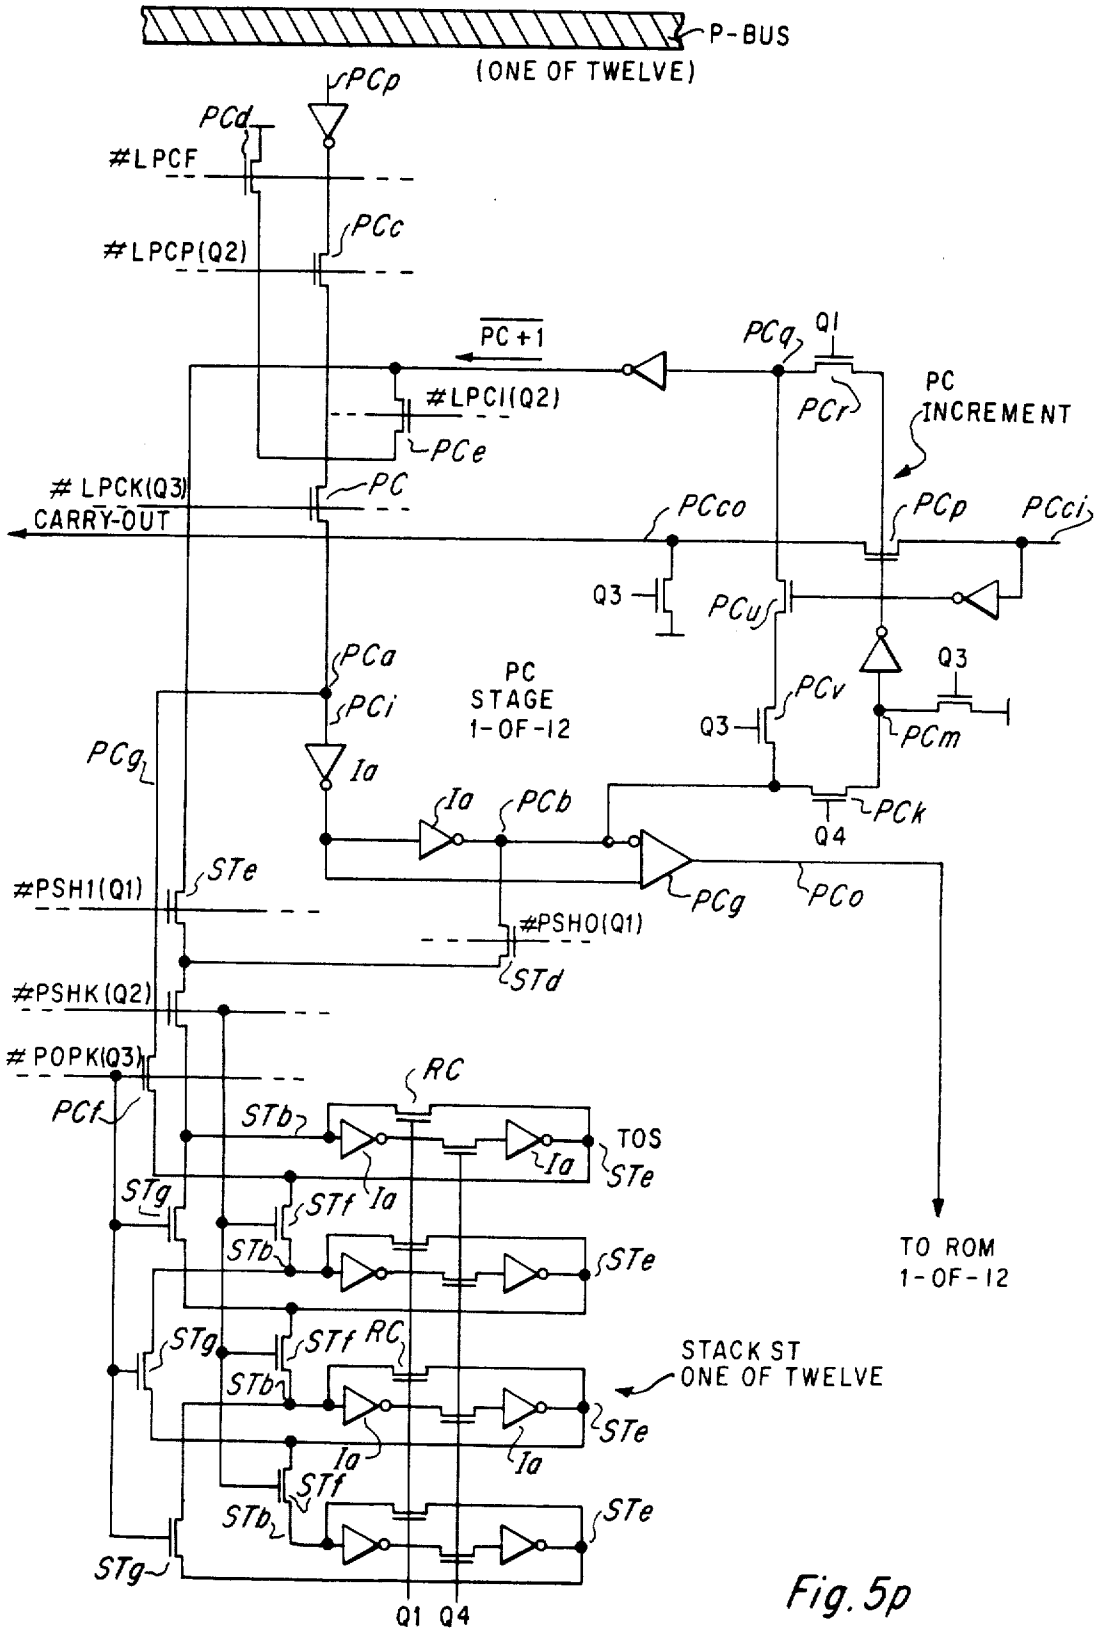 P-BUS
(ONE OF TWELVE)
PCp
PCd
#LPCF
PCc
#LPCP(Q2)
PC+1
PCq
Q1
PCr
PC
INCREMENT
#LPC1(Q2)
PCe
# LPCK(Q3)
PC
CARRY-OUT
PCco
PCp
PCci
Q3
PCu
PCa
PC
STAGE
1-OF-12
PCi
PCv
Q3
Q3
PCm
PCg
Ia
Ia
PCb
PCk
Q4
STe
#PSH1(Q1)
PCg
PCo
#PSHO(Q1)
STd
#PSHK(Q2)
# POPK(Q3)
PCf
RC
STb
TOS
Ia
Ia
STe
STg
STf
STb
STe
TO ROM
1-OF-12
STg
STf
RC
STACK ST
ONE OF TWELVE
STb
STe
Ia
Ia
STf
STb
STe
STg
Q1
Q4
Fig. 5p